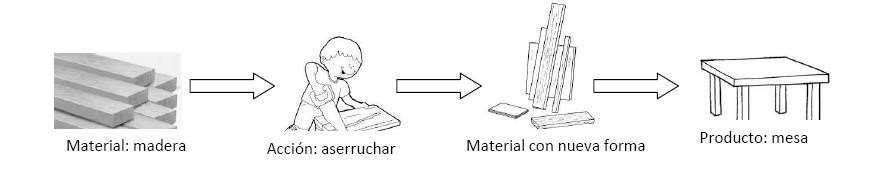 Material: madera
Acción: aserruchar
Material con nueva forma
Producto: mesa